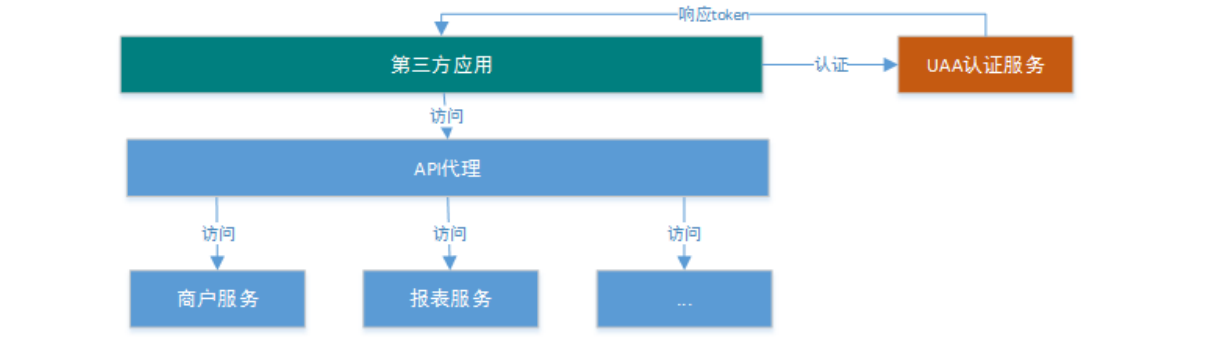 响应token
第三方应用
认证
UAA认证服务
访问
API代理
访问
访问
访问
商户服务
报表服务
...